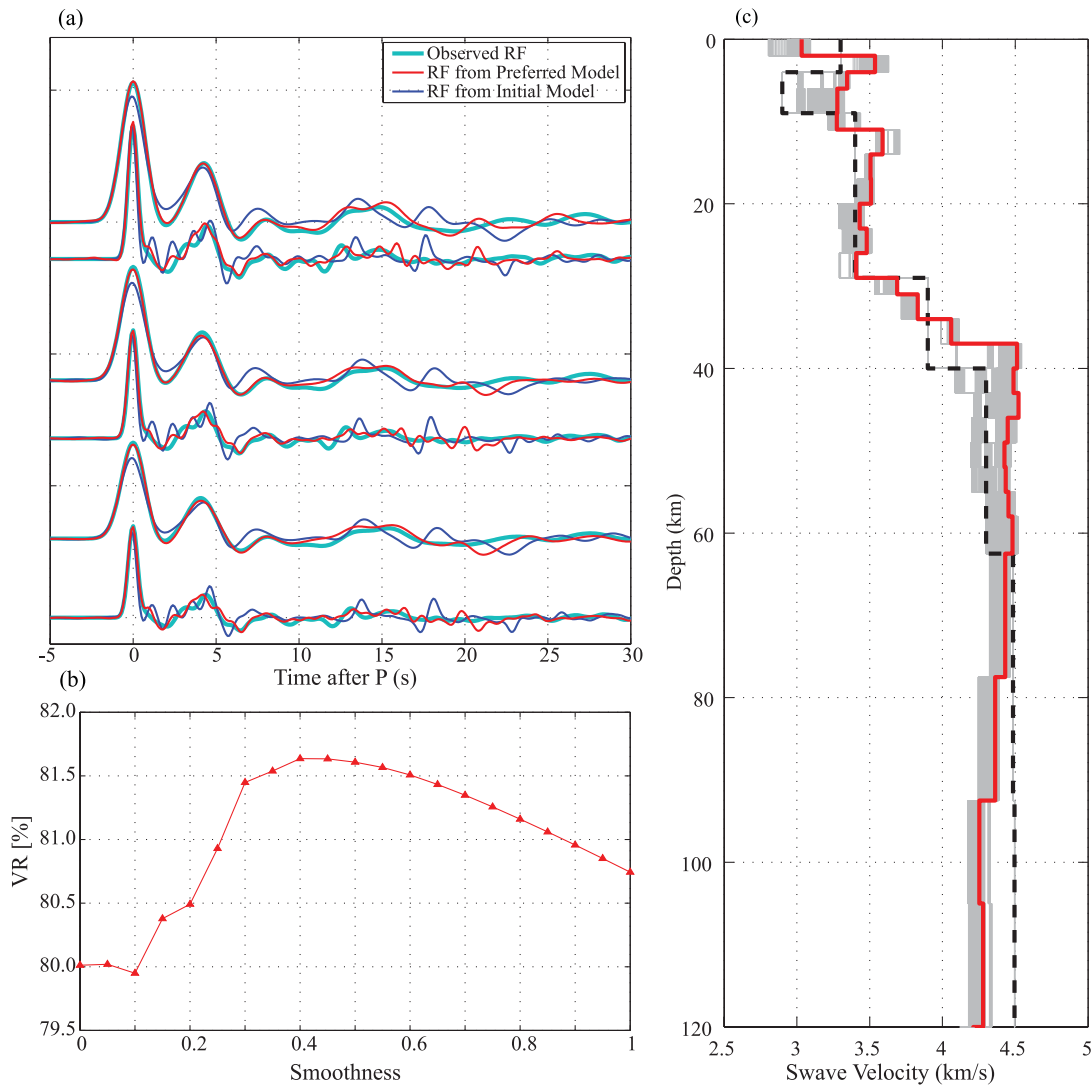 (a)
Observed RF
RF from Preferred Model
RF from Initial Model
-5 0 5 10 15 20 25 30
Time after P (s)
(b)
82.0
81.5
81.0
80.5
80.0
79.5
VR [%]
0 0.2 0.4 0.6 0.8 1
Smoothness
(c)
0
20
40
60
80
100
120
Depth (km)
2.5 3 3.5 4 4.5 5
Swave Velocity (km/s)